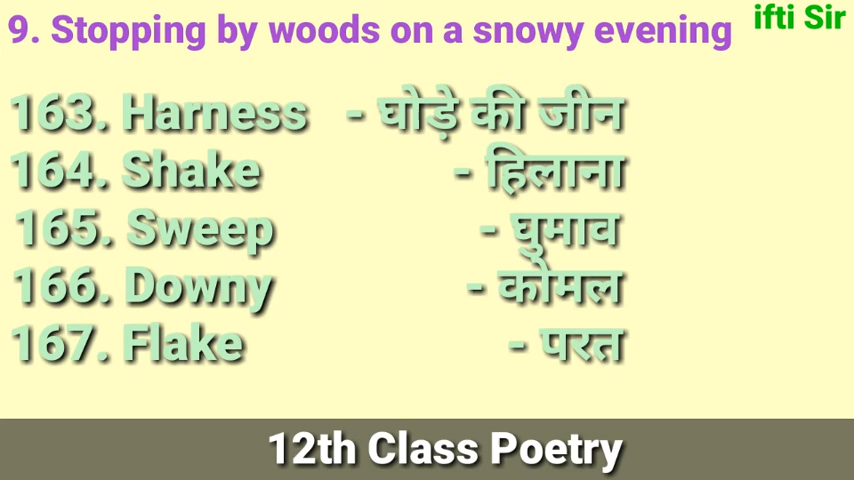 9. Stopping by woods on a snowy evening
ifti Sir
163. Harness - घोड़े की जीन
164. Shake - हिलाना
165. Sweep - घुमाव
166. Downy - कोमल
167. Flake - परत
12th Class Poetry